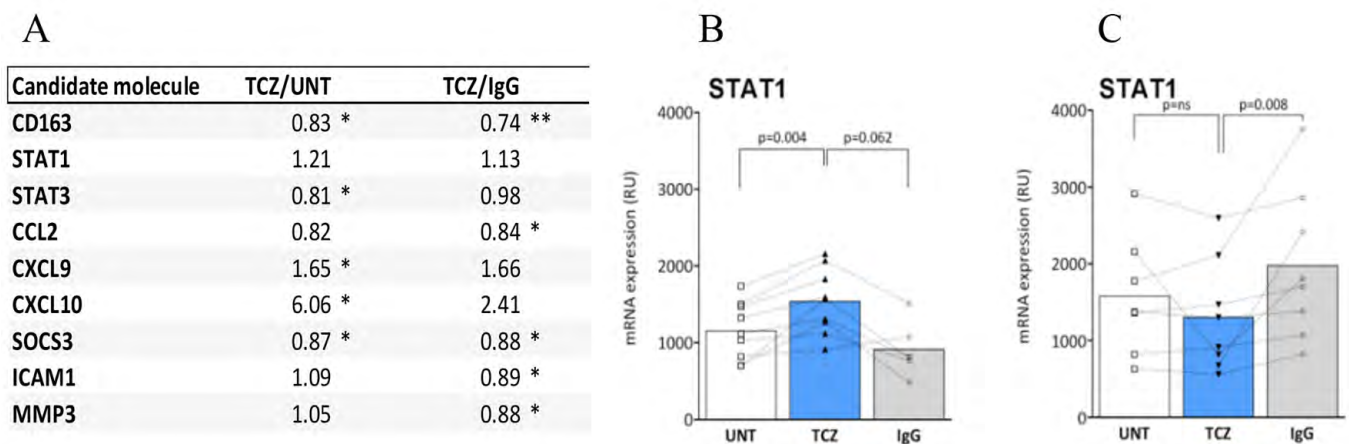 A
Candidate molecule TCZ/UNT TCZ/IgG
CD163 0.83 * 0.74 **
STAT1 1.21 1.13
STAT3 0.81 * 0.98
CCL2 0.82 0.84 *
CXCL9 1.65 * 1.66
CXCL10 6.06 * 2.41
SOCS3 0.87 * 0.88 *
ICAM1 1.09 0.89 *
MMP3 1.05 0.88 *
B
STAT1
mRNA expression (RU)
4000
3000
2000
1000
0
p=0.004 p=0.062
UNT TCZ IgG
C
STAT1
mRNA expression (RU)
4000
3000
2000
1000
0
p=ns p=0.008
UNT TCZ IgG